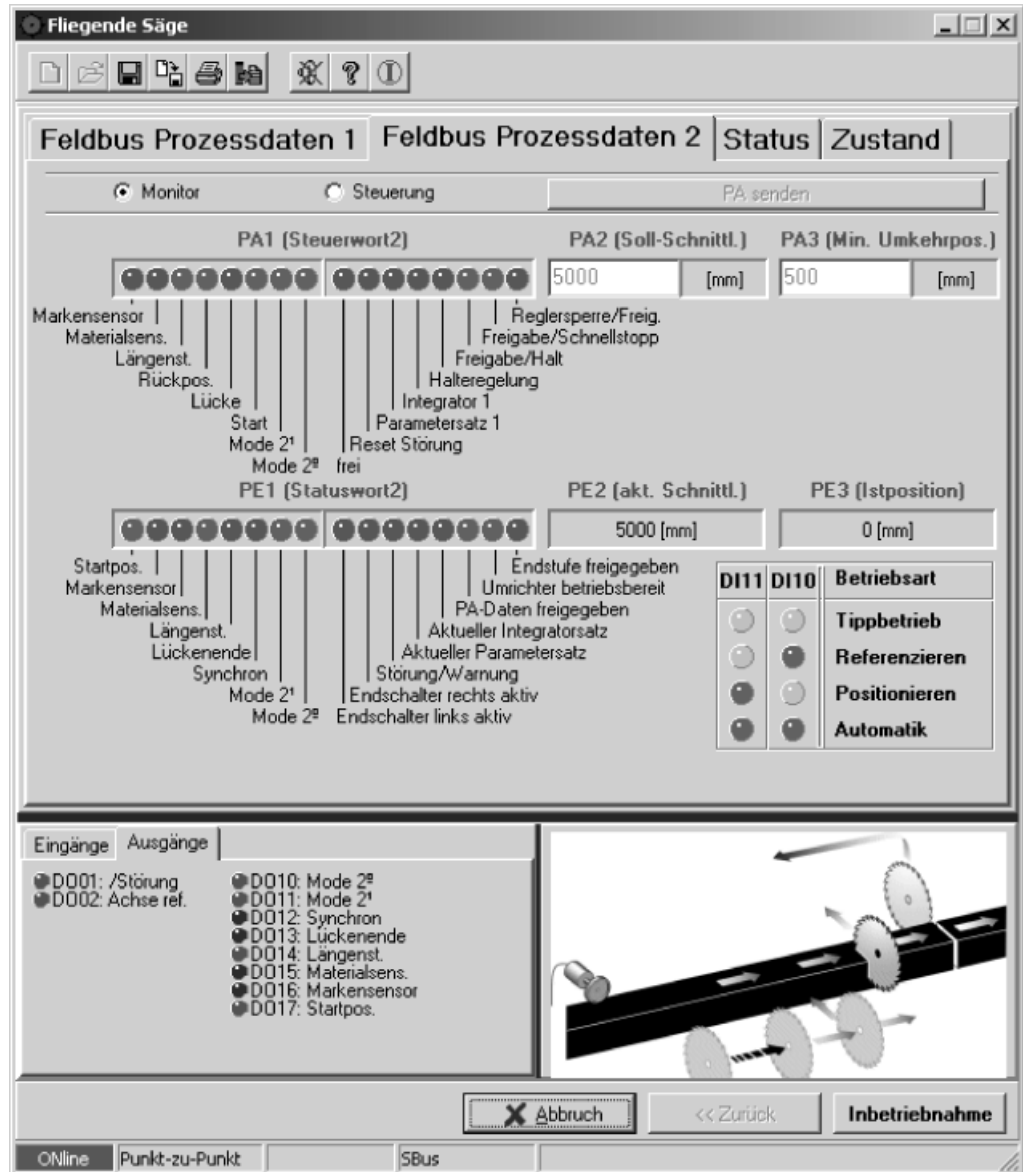 Fliegende Säge
Feldbus Prozessdaten 1
Feldbus Prozessdaten 2
Status
Zustand
Monitor
Steuerung
PA senden
PA1 (Steuerwort2)
PA2 (Soll-Schnittl.)
PA3 (Min. Umkehrpos.)
5000
[mm]
500
[mm]
Markensensor
Materialsens.
Längenst.
Rückpos.
Lücke
Start
Mode 2¹
Mode 2º
Reglersperre/Freig.
Freigabe/Schnellstopp
Freigabe/Halt
Halteregelung
Integrator 1
Parametersatz 1
Reset Störung
frei
PE1 (Statuswort2)
PE2 (akt. Schnittl.)
PE3 (Istposition)
5000 [mm]
0 [mm]
Startpos.
Markensensor
Materialsens.
Längenst.
Lückenende
Synchron
Mode 2¹
Mode 2º
Endstufe freigegeben
Umrichter betriebsbereit
PA-Daten freigegeben
Aktueller Integratorsatz
Aktueller Parametersatz
Störung/Warnung
Endschalter rechts aktiv
Endschalter links aktiv
DI11 DI10 Betriebsart
Tippbetrieb
Referenzieren
Positionieren
Automatik
Eingänge
Ausgänge
DO01: /Störung
DO02: Achse ref.
DO10: Mode 2º
DO11: Mode 2¹
DO12: Synchron
DO13: Lückenende
DO14: Längenst.
DO15: Materialsens.
DO16: Markensensor
DO17: Startpos.
Abbruch
<< Zurück
Inbetriebnahme
ONline
Punkt-zu-Punkt
SBus